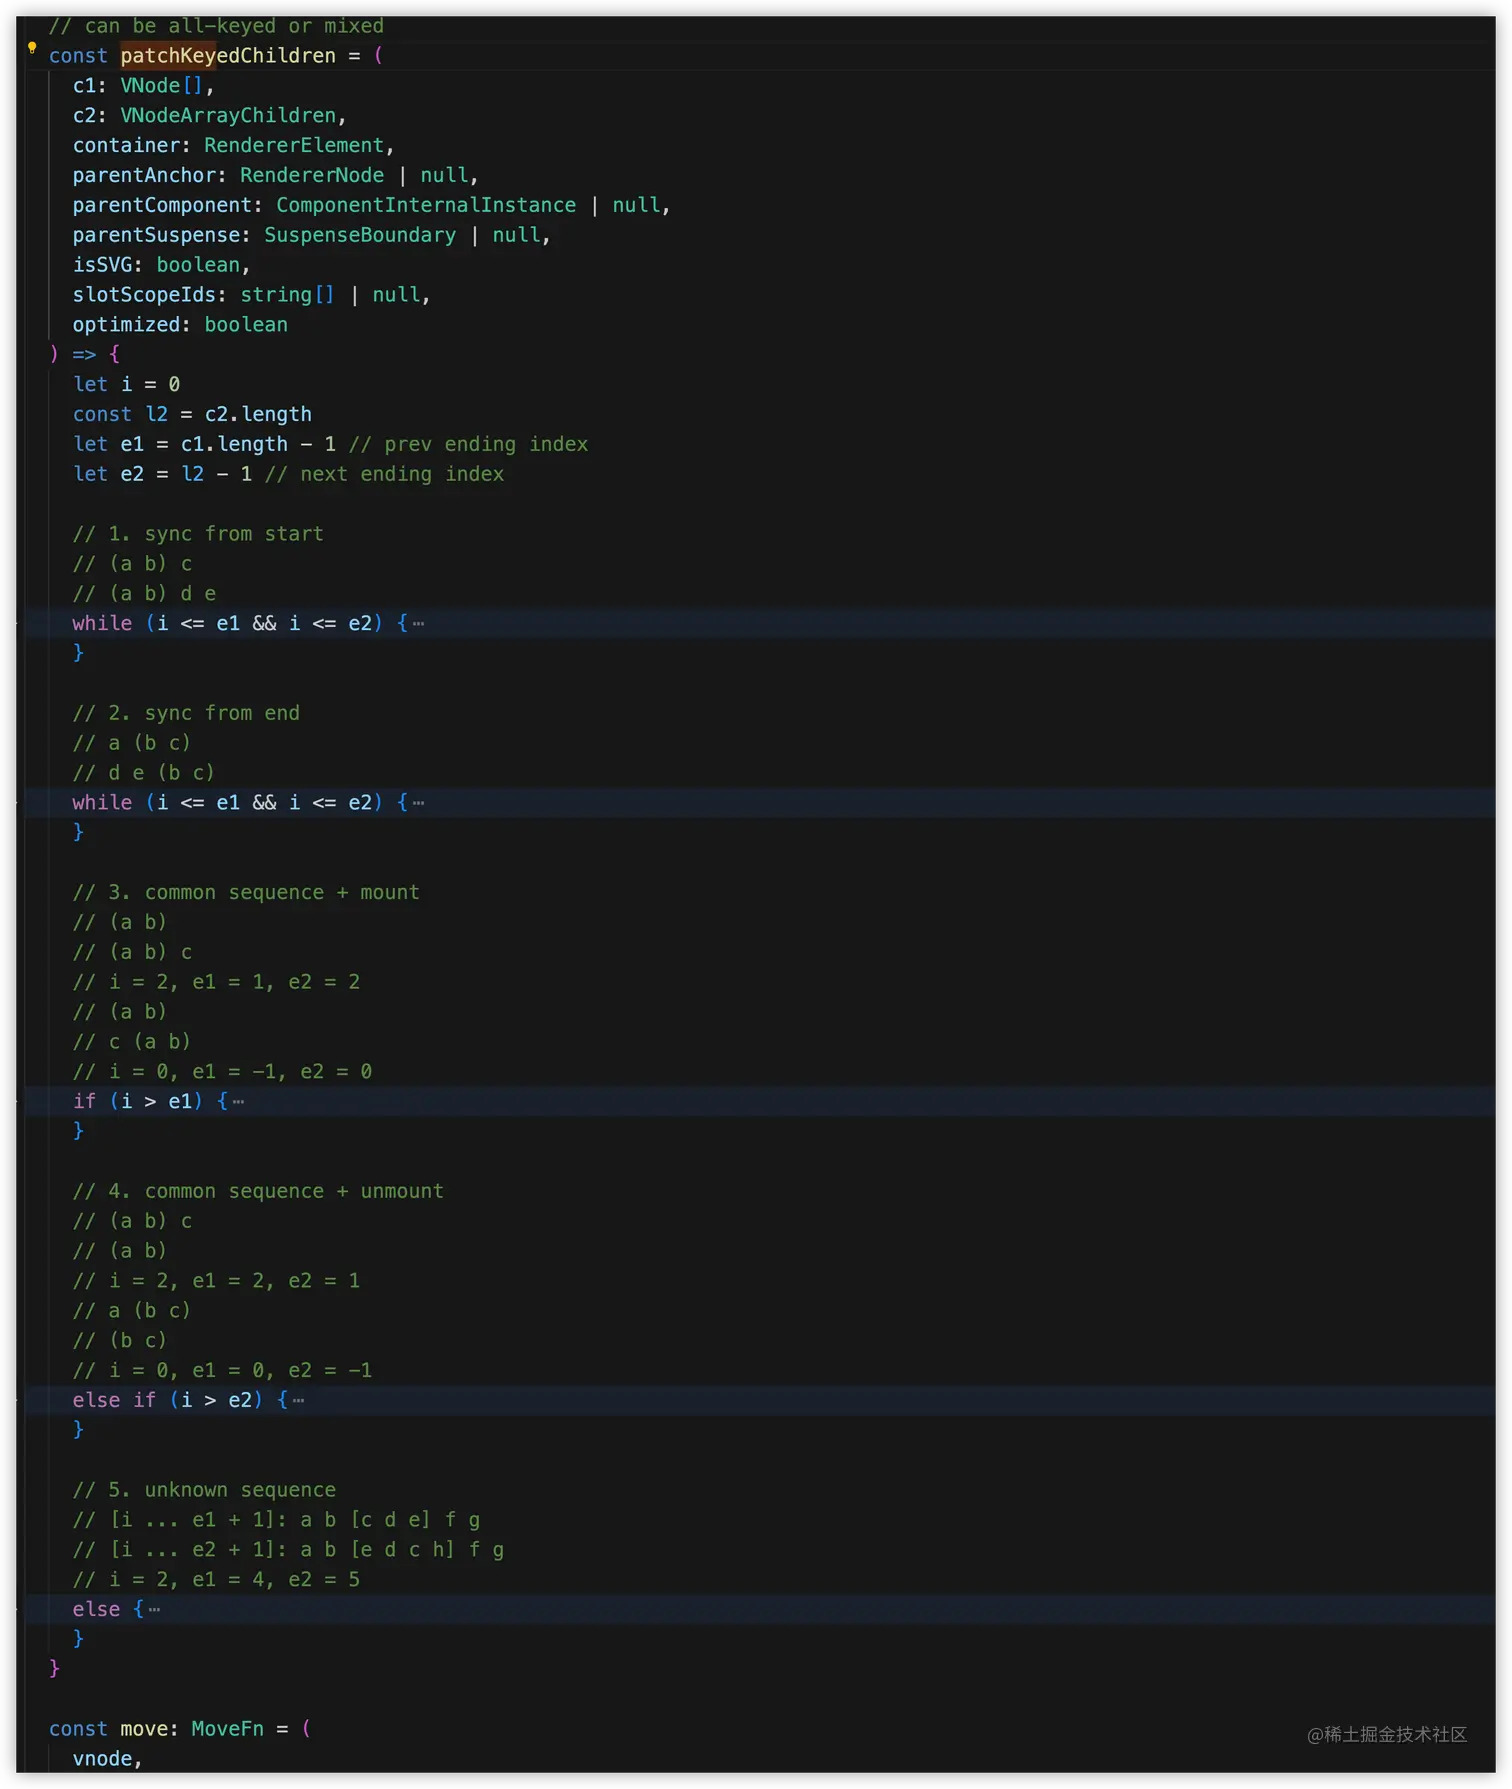 // can be all-keyed or mixed
const patchKeyedChildren = (
  c1: VNode[],
  c2: VNodeArrayChildren,
  container: RendererElement,
  parentAnchor: RendererNode | null,
  parentComponent: ComponentInternalInstance | null,
  parentSuspense: SuspenseBoundary | null,
  isSVG: boolean,
  slotScopeIds: string[] | null,
  optimized: boolean
) => {
  let i = 0
  const l2 = c2.length
  let e1 = c1.length - 1 // prev ending index
  let e2 = l2 - 1 // next ending index

  // 1. sync from start
  // (a b) c
  // (a b) d e
  while (i <= e1 && i <= e2) {⋯
  }

  // 2. sync from end
  // a (b c)
  // d e (b c)
  while (i <= e1 && i <= e2) {⋯
  }

  // 3. common sequence + mount
  // (a b)
  // (a b) c
  // i = 2, e1 = 1, e2 = 2
  // (a b)
  // c (a b)
  // i = 0, e1 = -1, e2 = 0
  if (i > e1) {⋯
  }

  // 4. common sequence + unmount
  // (a b) c
  // (a b)
  // i = 2, e1 = 2, e2 = 1
  // a (b c)
  // (b c)
  // i = 0, e1 = 0, e2 = -1
  else if (i > e2) {⋯
  }

  // 5. unknown sequence
  // [i ... e1 + 1]: a b [c d e] f g
  // [i ... e2 + 1]: a b [e d c h] f g
  // i = 2, e1 = 4, e2 = 5
  else {⋯
  }
}

const move: MoveFn = (
  vnode,
@稀土掘金技术社区